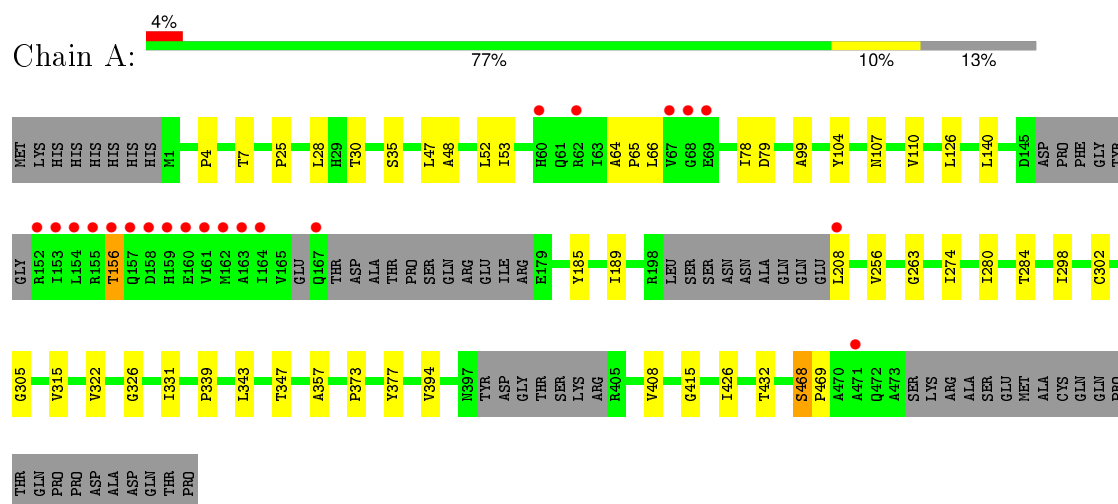 4%
Chain A:
77% 10% 13%
MET LYS HIS HIS HIS HIS HIS HIS M1 P4 T7 P25 L28 H29 T30 S35 L47 A48 L52 I53 H60 Q61 R62 I63 A64 P65 L66 V67 G68 E69 I78 D79 A99 Y104 N107 V110 L126 L140 D145 ASP PRO PHE GLY TYR
GLY R152 I153 L154 R155 T156 Q157 D158 H159 E160 V161 M162 A163 I164 V165 GLU Q167 THR ASP ALA THR PRO SER GLN ARG GLU ILE ARG E179 Y185 I189 R198 LEU SER SER ASN ASN ALA GLN GLN GLU L208 V256 G263 I274 I280 T284 I298 C302
G305 V315 V322 G326 I331 P339 L343 T347 A357 P373 Y377 V394 N397 TYR ASP GLY THR SER LYS ARG R405 V408 G415 I426 T432 S468 P469 A470 A471 Q472 A473 SER LYS ARG ALA SER GLU MET ALA CYS GLN GLN PRO
THR GLN PRO PRO ASP ALA ASP GLN THR PRO